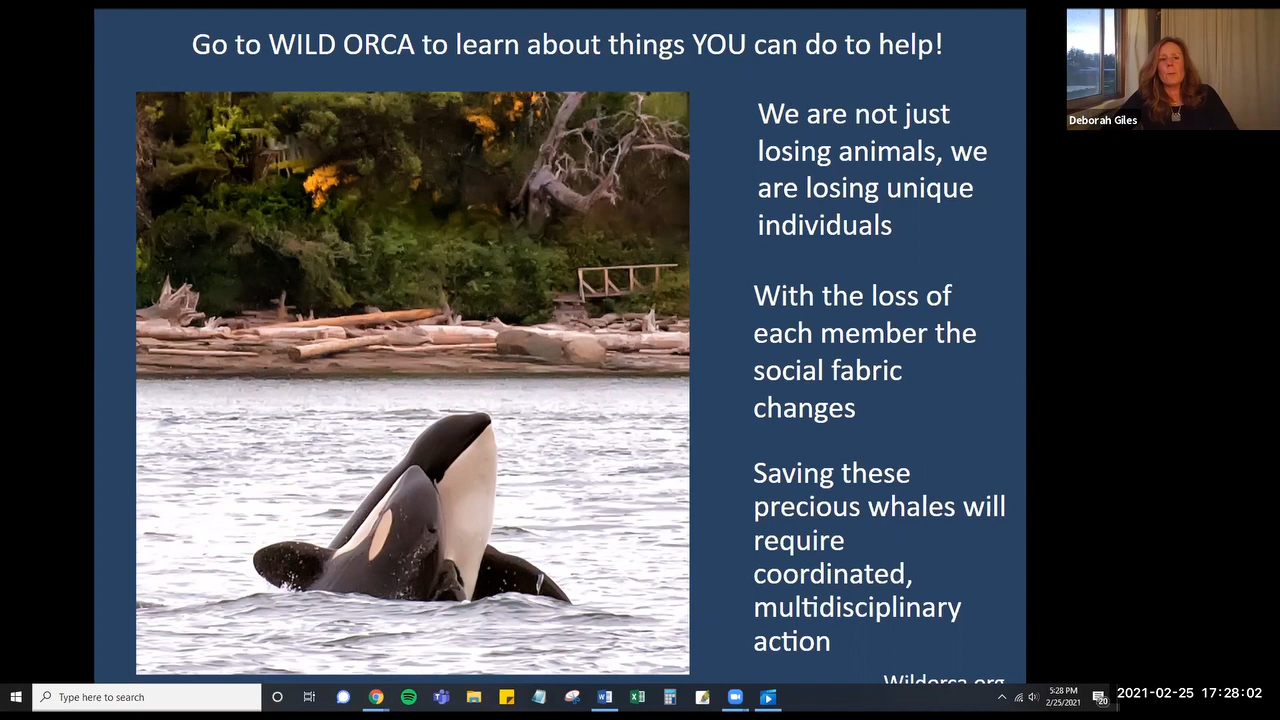 Go to WILD ORCA to learn about things YOU can do to help!
We are not just
losing animals, we
are losing unique
individuals
With the loss of
each member the
social fabric
changes
Saving these
precious whales will
require
coordinated,
multidisciplinary
action
Wildorca.org
Deborah Giles
Type here to search
5:28 PM
2/25/2021
20
2021-02-25 17:28:02